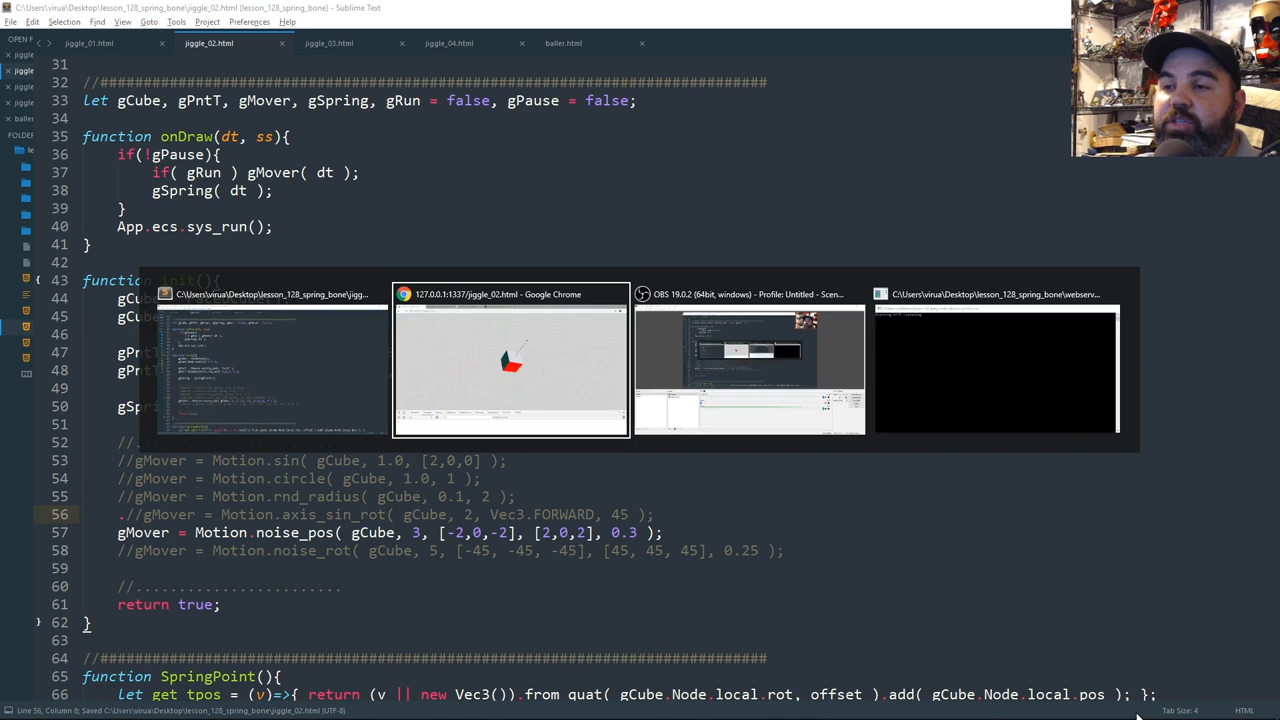 C:\Users\virua\Desktop\lesson_128_spring_bone\jiggle_02.html - Sublime Text
File Edit Selection Find View Goto Tools Project Preferences Help
OPEN F
jiggle_01.html
jiggle_02.html
jiggle_03.html
jiggle_04.html
baller.html
jiggle
jiggle
jiggle
jiggle
baller
FOLDER
le
31
32 //#############################################################################
33 let gCube, gPntT, gMover, gSpring, gRun = false, gPause = false;
34
35 function onDraw(dt, ss){
36 if(!gPause){
37 if( gRun ) gMover( dt );
38 gSpring( dt );
39 }
40 App.ecs.sys_run();
41 }
42
43 function init(){
44 gCube
45 gCube
46
47 gPnt
48 gPnt
49
50 gSpr
51
52 //
53 //gMover = Motion.sin( gCube, 1.0, [2,0,0] );
54 //gMover = Motion.circle( gCube, 1.0, 1 );
55 //gMover = Motion.rnd_radius( gCube, 0.1, 2 );
56 .//gMover = Motion.axis_sin_rot( gCube, 2, Vec3.FORWARD, 45 );
57 gMover = Motion.noise_pos( gCube, 3, [-2,0,-2], [2,0,2], 0.3 );
58 //gMover = Motion.noise_rot( gCube, 5, [-45, -45, -45], [45, 45, 45], 0.25 );
59
60 //........................
61 return true;
62 }
63
64 //#############################################################################
65 function SpringPoint(){
66 let get_tpos = (v)=>{ return (v || new Vec3()).from_quat( gCube.Node.local.rot, offset ).add( gCube.Node.local.pos ); };
C:\Users\virua\Desktop\lesson_128_spring_bone\jigg...
127.0.0.1:1337/jiggle_02.html - Google Chrome
OBS 19.0.2 (64bit, windows) - Profile: Untitled - Scen...
C:\Users\virua\Desktop\lesson_128_spring_bone\webserv...
Line 56, Column 8; Saved C:\Users\virua\Desktop\lesson_128_spring_bone\jiggle_02.html (UTF-8)
Tab Size: 4
HTML